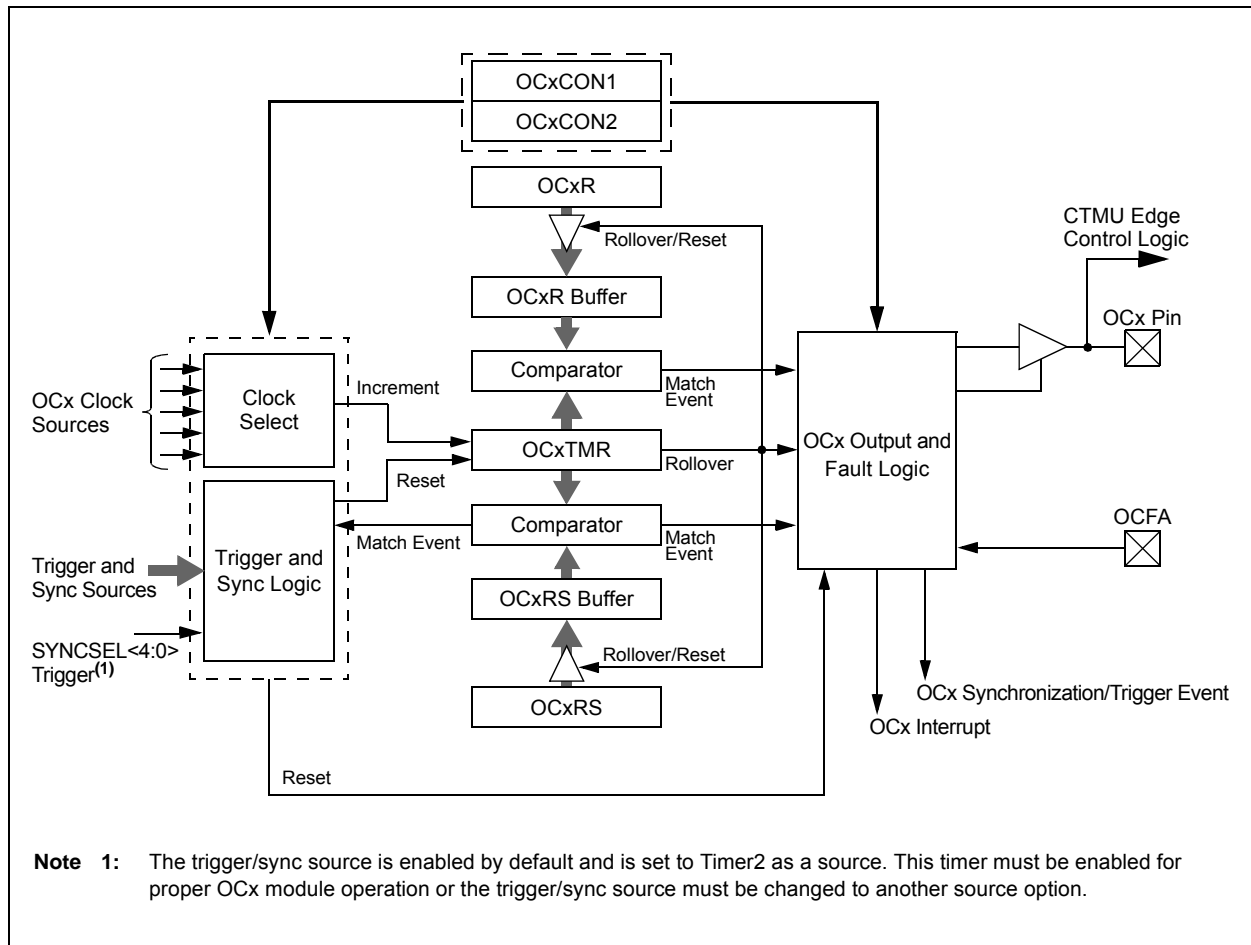 OCxCON1
OCxCON2
OCxR
Rollover/Reset
CTMU Edge
Control Logic
OCxR Buffer
OCx Pin
Comparator
Match
Event
Increment
OCx Clock
Sources
Clock
Select
OCxTMR
Rollover
OCx Output and
Fault Logic
Reset
Comparator
Match Event
Match
Event
OCFA
Trigger and
Sync Sources
Trigger and
Sync Logic
OCxRS Buffer
SYNCSEL<4:0>
Trigger(1)
Rollover/Reset
OCxRS
OCx Synchronization/Trigger Event
OCx Interrupt
Reset
Note 1: The trigger/sync source is enabled by default and is set to Timer2 as a source. This timer must be enabled for
proper OCx module operation or the trigger/sync source must be changed to another source option.